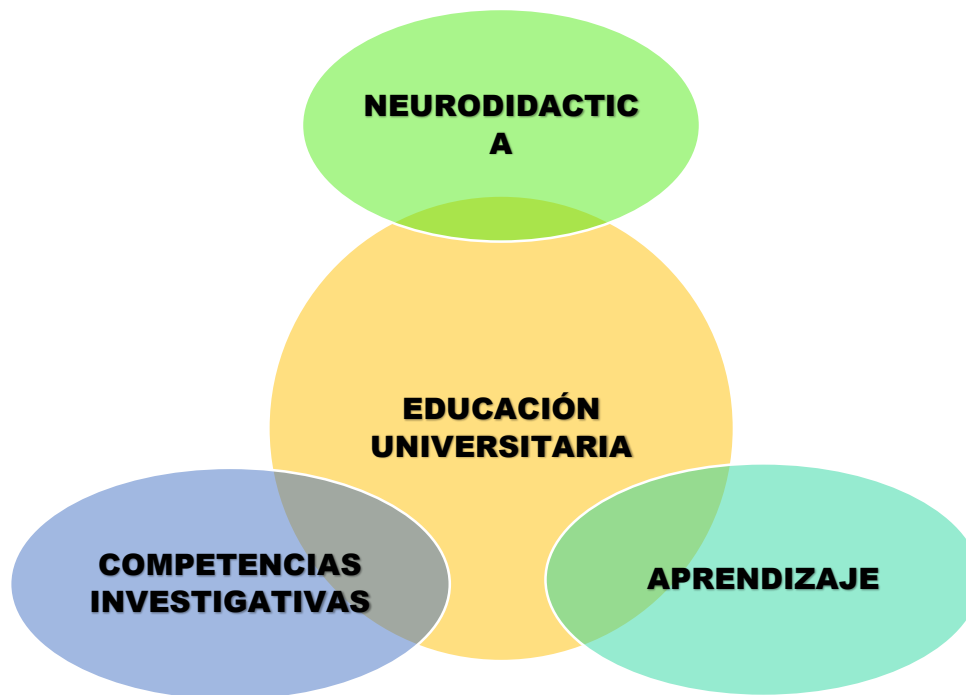 NEURODIDACTIC
A
EDUCACIÓN
UNIVERSITARIA
COMPETENCIAS
INVESTIGATIVAS
APRENDIZAJE